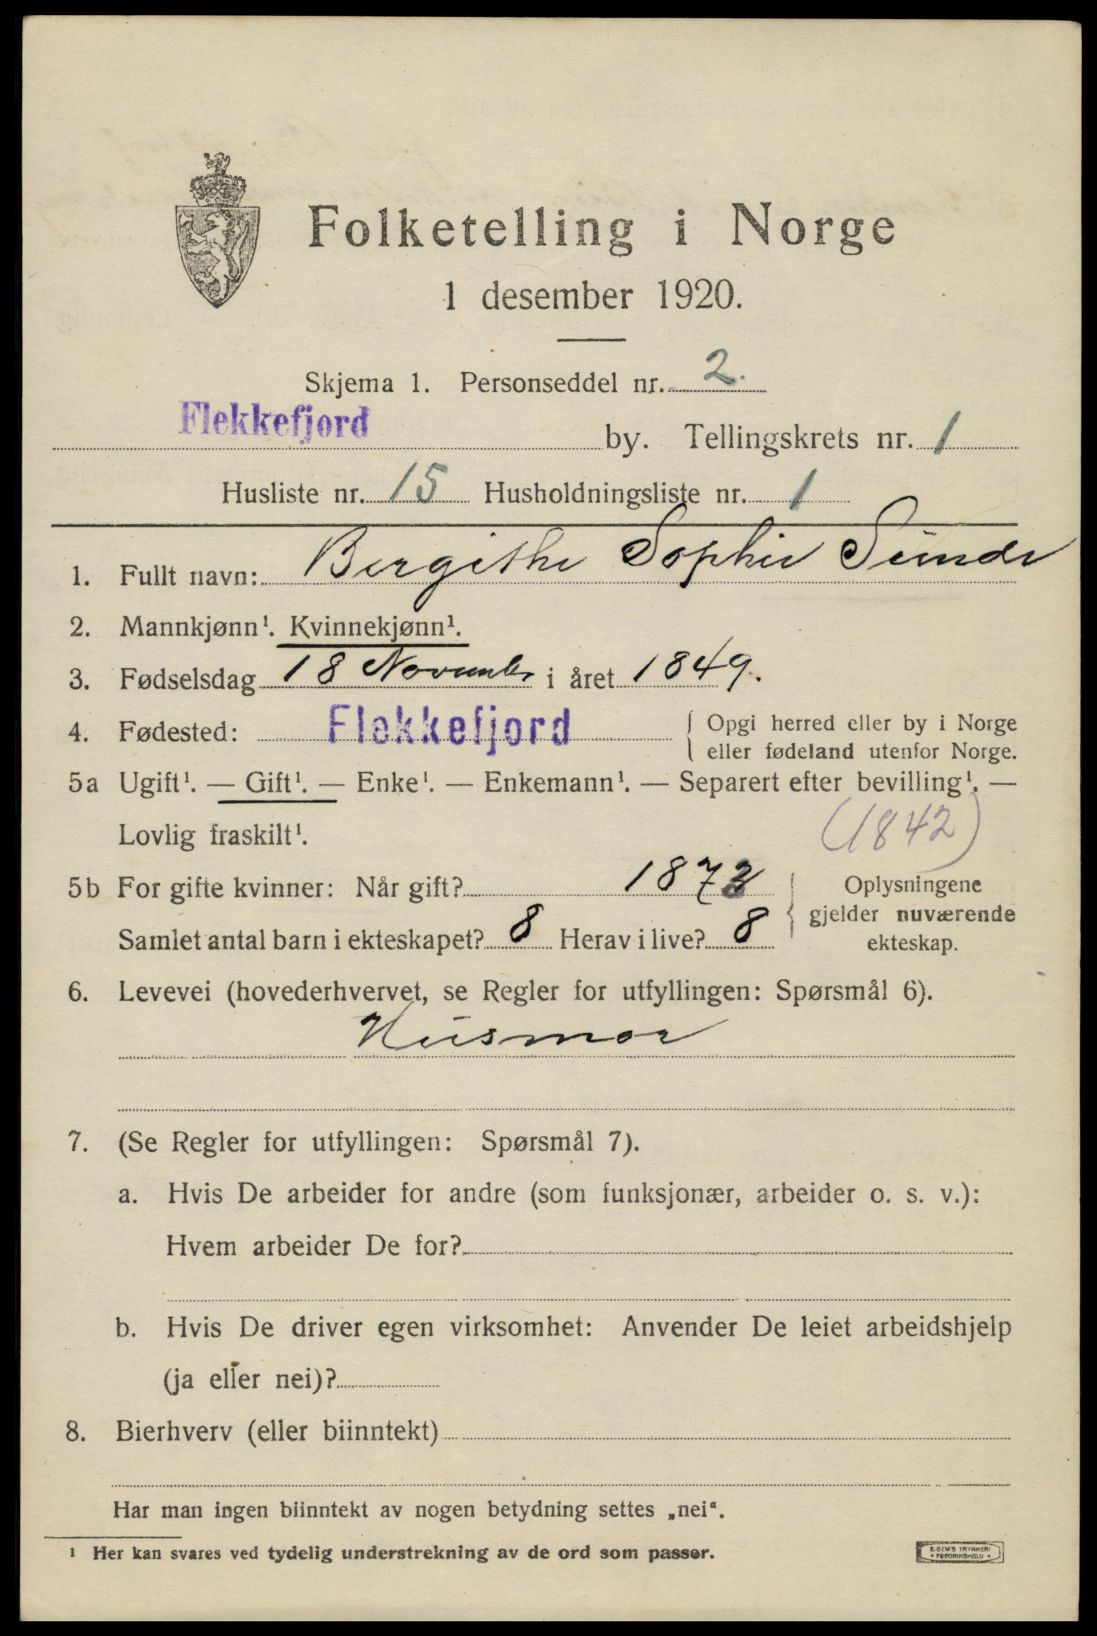 Folketelling i Norge
1 desember 1920.
Skjema 1. Personseddel nr. 2.
Flekkefjord by. Tellingskrets nr. 1
Husliste nr. 15 Husholdningsliste nr. 1
1. Fullt navn: Bergithe Sophie Sunde
2. Mannkjønn¹. Kvinnekjønn¹.
3. Fødselsdag 18 November i året 1849.
4. Fødested: Flekkefjord { Opgi herred eller by i Norge
eller fødeland utenfor Norge.
5a Ugift¹. — Gift¹. — Enke¹. — Enkemann¹. — Separert efter bevilling¹. —
Lovlig fraskilt¹. (1842)
5b For gifte kvinner: Når gift? 1873 } Oplysningene
gjelder nuværende
Samlet antal barn i ekteskapet? 8 Herav i live? 8 ekteskap.
6. Levevei (hovederhvervet, se Regler for utfyllingen: Spørsmål 6).
Husmor
7. (Se Regler for utfyllingen: Spørsmål 7).
a. Hvis De arbeider for andre (som funksjonær, arbeider o. s. v.):
Hvem arbeider De for?
b. Hvis De driver egen virksomhet: Anvender De leiet arbeidshjelp
(ja eller nei)?
8. Bierhverv (eller biinntekt)
Har man ingen biinntekt av nogen betydning settes „nei“.
¹ Her kan svares ved tydelig understrekning av de ord som passer.